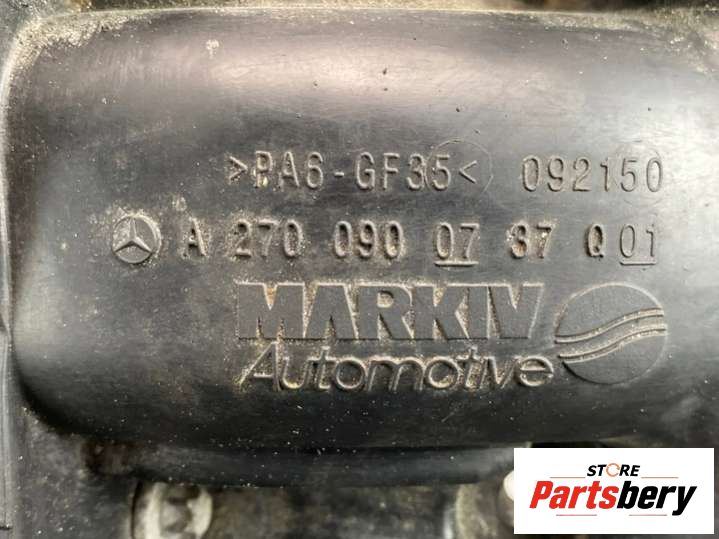 >PA6-GF35< 092150
A 270 090 07 37 Q01
MARKIV
Automotive
STORE
Partsbery